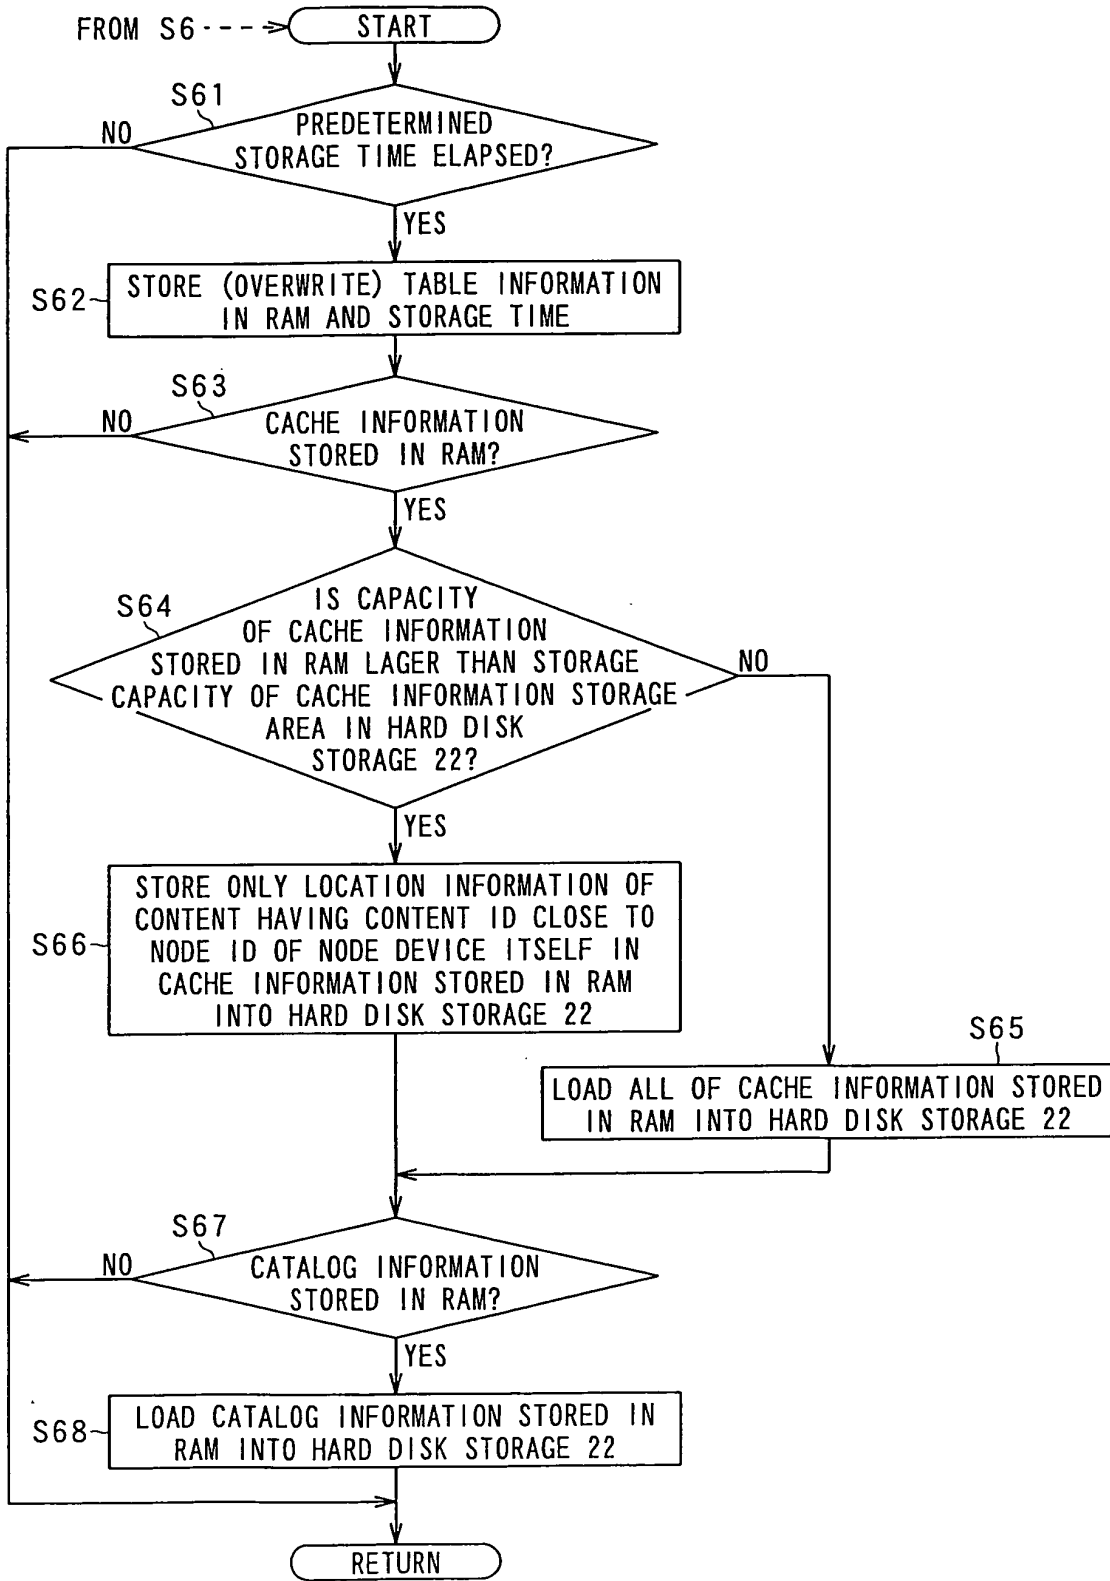 FROM S6
START
S61
NO
PREDETERMINED
STORAGE TIME ELAPSED?
YES
S62
STORE (OVERWRITE) TABLE INFORMATION
IN RAM AND STORAGE TIME
S63
NO
CACHE INFORMATION
STORED IN RAM?
YES
S64
IS CAPACITY
OF CACHE INFORMATION
STORED IN RAM LAGER THAN STORAGE
CAPACITY OF CACHE INFORMATION STORAGE
AREA IN HARD DISK
STORAGE 22?
NO
YES
S66
STORE ONLY LOCATION INFORMATION OF
CONTENT HAVING CONTENT ID CLOSE TO
NODE ID OF NODE DEVICE ITSELF IN
CACHE INFORMATION STORED IN RAM
INTO HARD DISK STORAGE 22
S65
LOAD ALL OF CACHE INFORMATION STORED
IN RAM INTO HARD DISK STORAGE 22
S67
NO
CATALOG INFORMATION
STORED IN RAM?
YES
S68
LOAD CATALOG INFORMATION STORED IN
RAM INTO HARD DISK STORAGE 22
RETURN